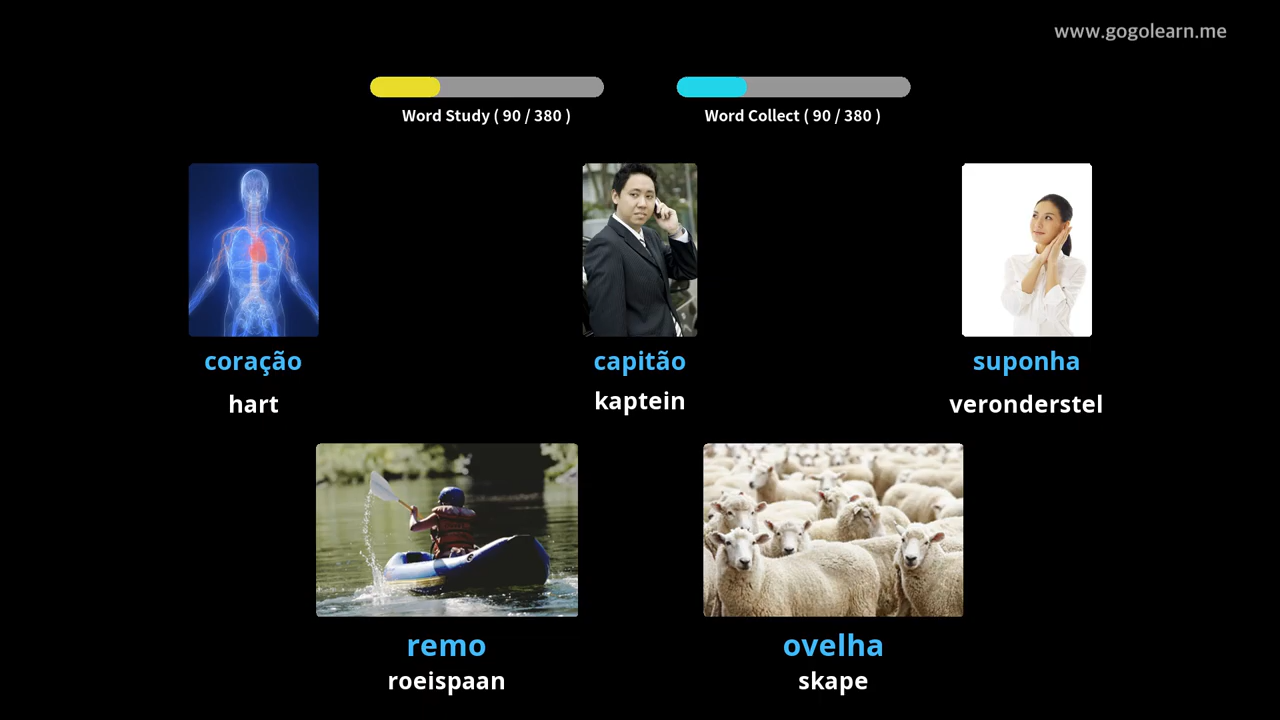 www.gogolearn.me
Word Study ( 90 / 380 )
Word Collect ( 90 / 380 )
coração
capitão
suponha
hart
kaptein
veronderstel
remo
ovelha
roeispaan
skape